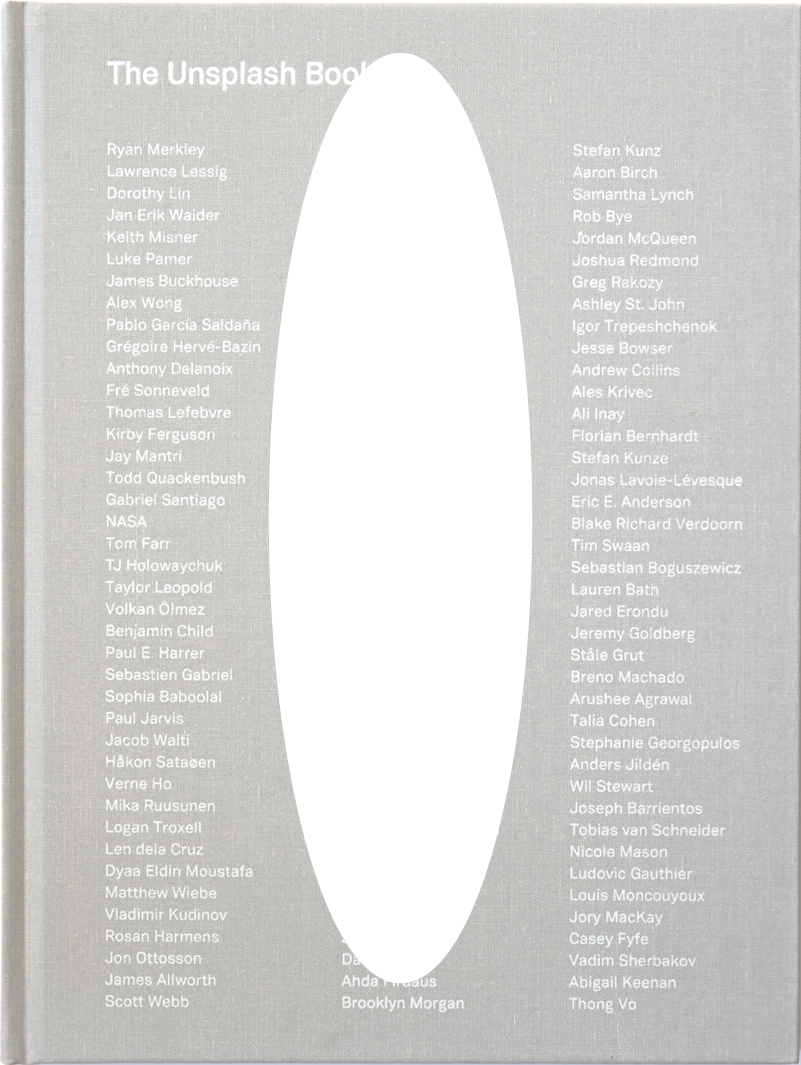 The Unsplash
Ryan Merkley
Lawrence Lessig
Dorothy Lin
Jan Erik Waider
Keith Misner
Luke Pamer
James Buckhouse
Alex Wong
Pablo García Saldaña
Grégoire Hervé-Bazin
Anthony Delanoix
Fré Sonneveld
Thomas Lefebvre
Kirby Ferguson
Jay Mantri
Todd Quackenbush
Gabriel Santiago
NASA
Tom Farr
TJ Holowaychuk
Taylor Leopold
Volkan Ölmez
Benjamin Child
Paul E. Harrer
Sebastien Gabriel
Sophia Baboolal
Paul Jarvis
Jacob Walti
Håkon Sataøen
Verne Ho
Mika Ruusunen
Logan Troxell
Len dela Cruz
Dyaa Eldin Moustafa
Matthew Wiebe
Vladimir Kudinov
Rosan Harmens
Jon Ottosson
James Allworth
Scott Webb
Ahda
Brooklyn Morgan
Stefan Kunz
Aaron Birch
Samantha Lynch
Rob Bye
Jordan McQueen
Joshua Redmond
Greg Rakozy
Ashley St. John
Igor Trepeshchenok
Jesse Bowser
Andrew Collins
Ales Krivec
Ali Inay
Florian Bernhardt
Stefan Kunze
Jonas Lavoie-Lévesque
Eric E. Anderson
Blake Richard Verdoorn
Tim Swaan
Sebastian Boguszewicz
Lauren Bath
Jared Erondu
Jeremy Goldberg
Ståle Grut
Breno Machado
Arushee Agrawal
Talia Cohen
Stephanie Georgopulos
Anders Jildén
Wil Stewart
Joseph Barrientos
Tobias van Schneider
Nicole Mason
Ludovic Gauthier
Louis Moncouyoux
Jory MacKay
Casey Fyfe
Vadim Sherbakov
Abigail Keenan
Thong Vo